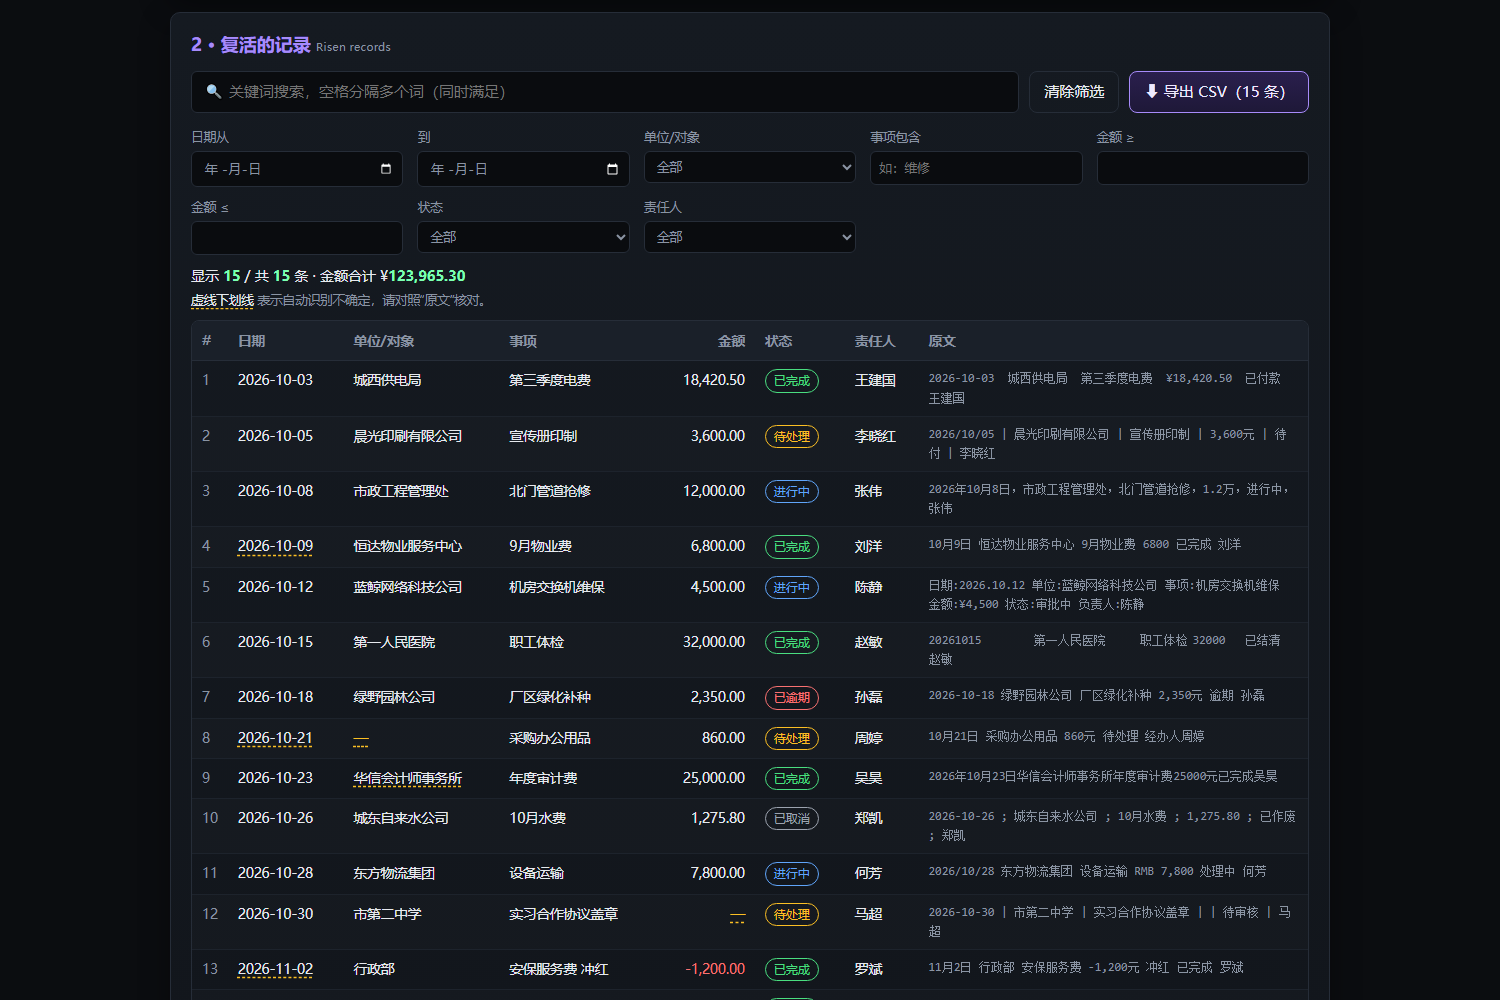 2 • 复活的记录 Risen records
🔍 关键词搜索，空格分隔多个词（同时满足）
清除筛选
⬇ 导出 CSV（15 条）
日期从 到 单位/对象 事项包含 金额 ≥
年 -月-日 年 -月-日 全部 如：维修
金额 ≤ 状态 责任人
全部 全部
显示 15 / 共 15 条 · 金额合计 ¥123,965.30
虚线下划线 表示自动识别不确定，请对照“原文”核对。
# 日期 单位/对象 事项 金额 状态 责任人 原文
1 2026-10-03 城西供电局 第三季度电费 18,420.50 已完成 王建国 2026-10-03 城西供电局 第三季度电费 ¥18,420.50 已付款
王建国
2 2026-10-05 晨光印刷有限公司 宣传册印制 3,600.00 待处理 李晓红 2026/10/05 | 晨光印刷有限公司 | 宣传册印制 | 3,600元 | 待
付 | 李晓红
3 2026-10-08 市政工程管理处 北门管道抢修 12,000.00 进行中 张伟 2026年10月8日，市政工程管理处，北门管道抢修，1.2万，进行中，
张伟
4 2026-10-09 恒达物业服务中心 9月物业费 6,800.00 已完成 刘洋 10月9日 恒达物业服务中心 9月物业费 6800 已完成 刘洋
5 2026-10-12 蓝鲸网络科技公司 机房交换机维保 4,500.00 进行中 陈静 日期:2026.10.12 单位:蓝鲸网络科技公司 事项:机房交换机维保
金额:¥4,500 状态:审批中 负责人:陈静
6 2026-10-15 第一人民医院 职工体检 32,000.00 已完成 赵敏 20261015 第一人民医院 职工体检 32000 已结清
赵敏
7 2026-10-18 绿野园林公司 厂区绿化补种 2,350.00 已逾期 孙磊 2026-10-18 绿野园林公司 厂区绿化补种 2,350元 逾期 孙磊
8 2026-10-21 — 采购办公用品 860.00 待处理 周婷 10月21日 采购办公用品 860元 待处理 经办人周婷
9 2026-10-23 华信会计师事务所 年度审计费 25,000.00 已完成 吴昊 2026年10月23日华信会计师事务所年度审计费25000元已完成吴昊
10 2026-10-26 城东自来水公司 10月水费 1,275.80 已取消 郑凯 2026-10-26 ; 城东自来水公司 ; 10月水费 ; 1,275.80 ; 已作废
; 郑凯
11 2026-10-28 东方物流集团 设备运输 7,800.00 进行中 何芳 2026/10/28 东方物流集团 设备运输 RMB 7,800 处理中 何芳
12 2026-10-30 市第二中学 实习合作协议盖章 — 待处理 马超 2026-10-30 | 市第二中学 | 实习合作协议盖章 | | 待审核 | 马
超
13 2026-11-02 行政部 安保服务费 冲红 -1,200.00 已完成 罗斌 11月2日 行政部 安保服务费 -1,200元 冲红 已完成 罗斌